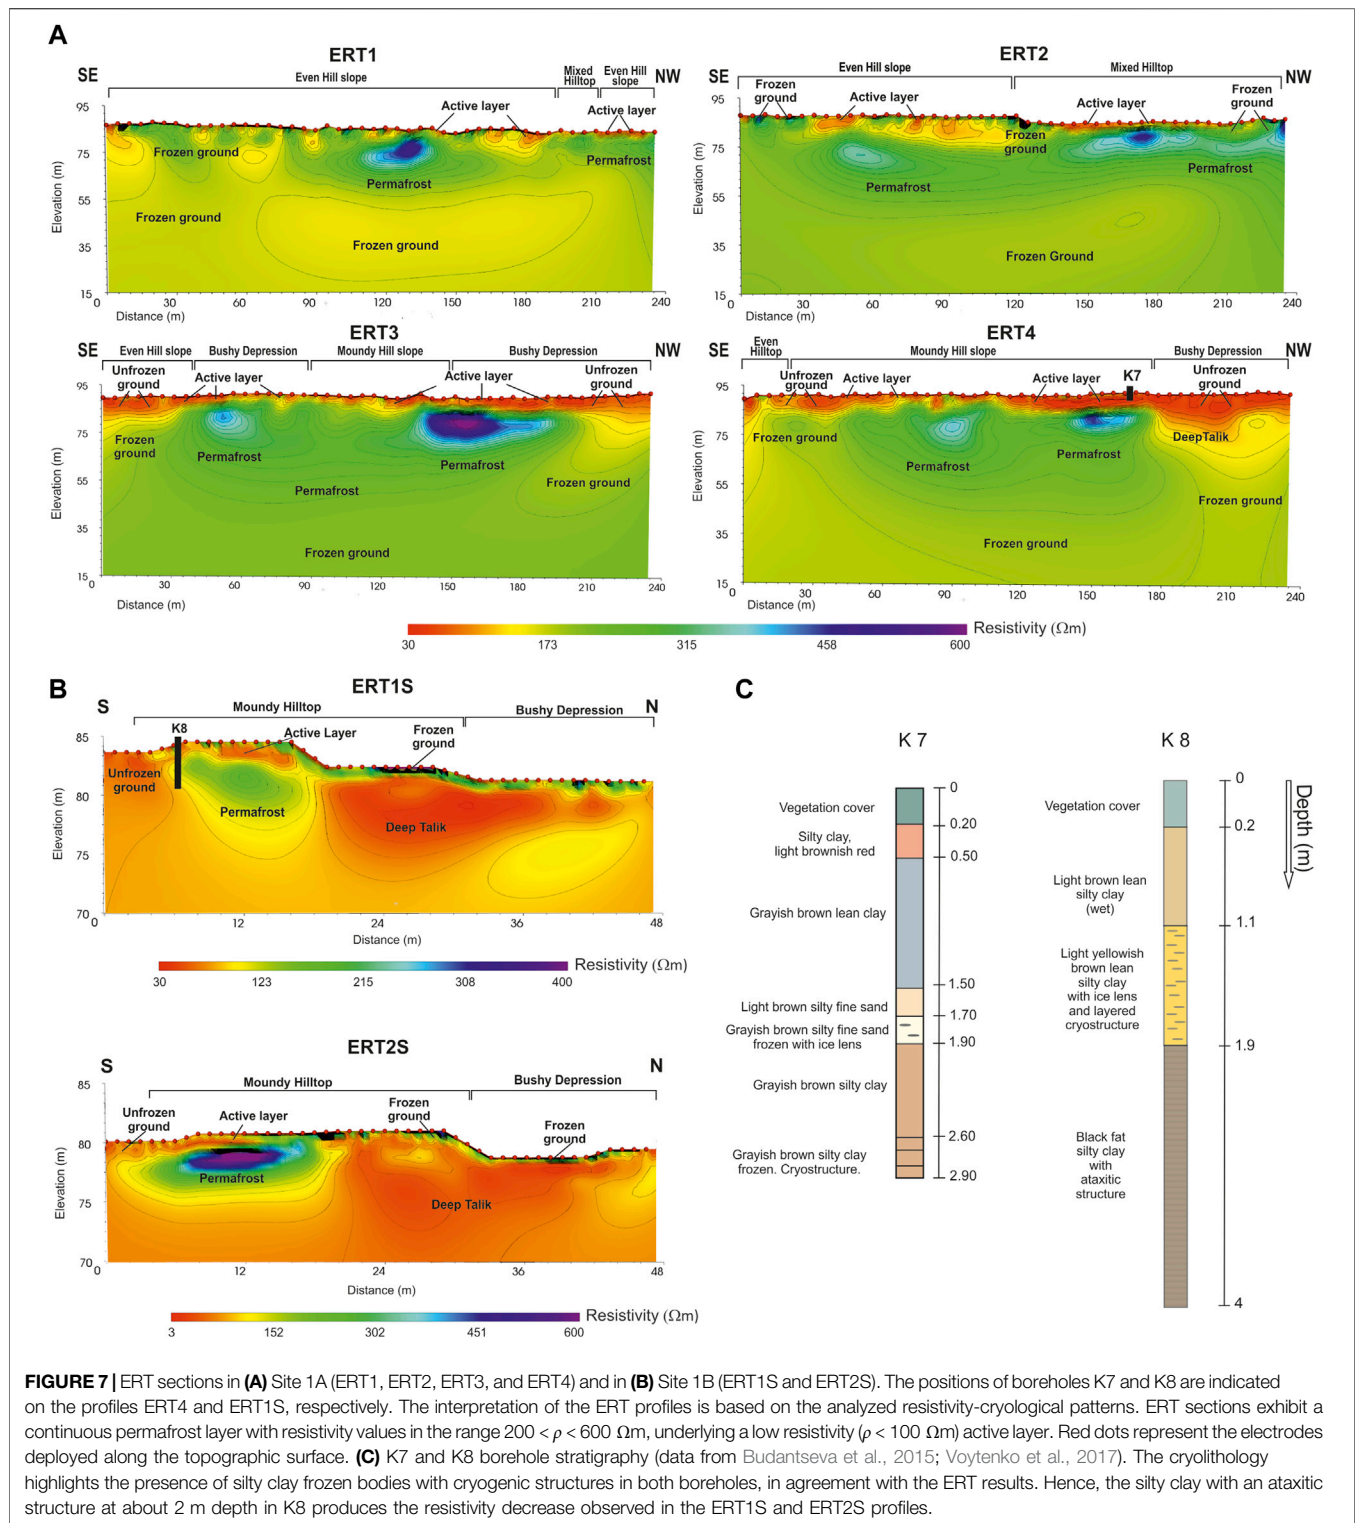 A
ERT1
SE
Even Hill slope
Mixed
Hilltop
Even Hill
slope
NW
Active layer
Active layer
95
75
55
35
15
Elevation (m)
Frozen ground
Permafrost
Permafrost
Frozen ground
Frozen ground
0 30 60 90 120 150 180 210 240
Distance (m)
ERT2
SE
Even Hill slope
Mixed Hilltop
NW
Frozen
ground
Active layer
Active layer
Frozen
ground
95
75
55
35
15
Elevation (m)
Frozen
ground
Permafrost
Permafrost
Frozen Ground
0 30 60 90 120 150 180 210 240
Distance (m)
ERT3
SE
Even Hill slope
Bushy Depression
Moundy Hill slope
Bushy Depression
NW
Unfrozen
ground
Active layer
Active layer
Unfrozen
ground
95
75
55
35
15
Elevation (m)
Frozen
ground
Permafrost
Permafrost
Permafrost
Frozen ground
Frozen ground
0 30 60 90 120 150 180 210 240
Distance (m)
ERT4
SE
Even
Hilltop
Moundy Hill slope
Bushy Depression
NW
Unfrozen
ground
Active layer
Active layer
K7
Unfrozen
ground
95
75
55
35
15
Elevation (m)
Frozen ground
Permafrost
Permafrost
Deep Talik
Frozen ground
Frozen ground
0 30 60 90 120 150 180 210 240
Distance (m)
Resistivity (Ωm)
30 173 315 458 600
B
ERT1S
S
Moundy Hilltop
Bushy Depression
N
K8
Active Layer
Frozen
ground
85
80
75
70
Elevation (m)
Unfrozen
ground
Permafrost
Deep Talik
0 12 24 36 48
Distance (m)
Resistivity (Ωm)
30 123 215 308 400
ERT2S
S
N
Moundy Hilltop
Bushy Depression
Unfrozen
ground
Active layer
Frozen
ground
Frozen
ground
85
80
75
70
Elevation (m)
Permafrost
Deep Talik
0 12 24 36 48
Distance (m)
Resistivity (Ωm)
3 152 302 451 600
C
K 7
Vegetation cover
Silty clay,
light brownish red
Grayish brown lean clay
Light brown silty fine sand
Grayish brown silty fine sand
frozen with ice lens
Grayish brown silty clay
Grayish brown silty clay
frozen. Cryostructure.
0
0.20
0.50
1.50
1.70
1.90
2.60
2.90
K 8
Vegetation cover
Light brown lean
silty clay
(wet)
Light yellowish
brown lean
silty clay
with ice lens
and layered
cryostructure
Black fat
silty clay
with
ataxitic
structure
0
0.2
1.1
1.9
4
Depth (m)
FIGURE 7 | ERT sections in (A) Site 1A (ERT1, ERT2, ERT3, and ERT4) and in (B) Site 1B (ERT1S and ERT2S). The positions of boreholes K7 and K8 are indicated
on the profiles ERT4 and ERT1S, respectively. The interpretation of the ERT profiles is based on the analyzed resistivity-cryological patterns. ERT sections exhibit a
continuous permafrost layer with resistivity values in the range 200 < ρ < 600 Ωm, underlying a low resistivity (ρ < 100 Ωm) active layer. Red dots represent the electrodes
deployed along the topographic surface. (C) K7 and K8 borehole stratigraphy (data from Budantseva et al., 2015; Voytenko et al., 2017). The cryolithology
highlights the presence of silty clay frozen bodies with cryogenic structures in both boreholes, in agreement with the ERT results. Hence, the silty clay with an ataxitic
structure at about 2 m depth in K8 produces the resistivity decrease observed in the ERT1S and ERT2S profiles.